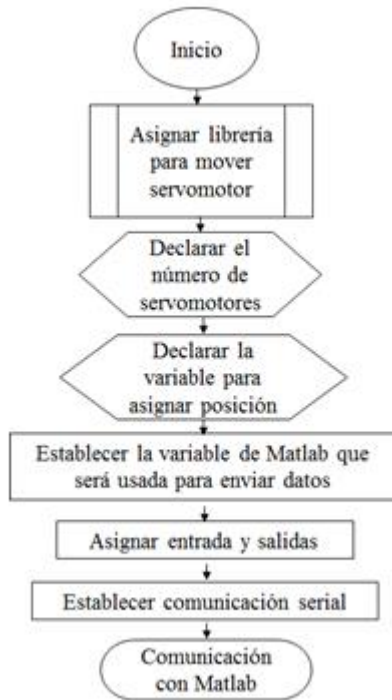 Inicio
Asignar librería
para mover
servomotor
Declarar el
número de
servomotores
Declarar la
variable para
asignar posición
Establecer la variable de Matlab que
será usada para enviar datos
Asignar entrada y salidas
Establecer comunicación serial
Comunicación
con Matlab